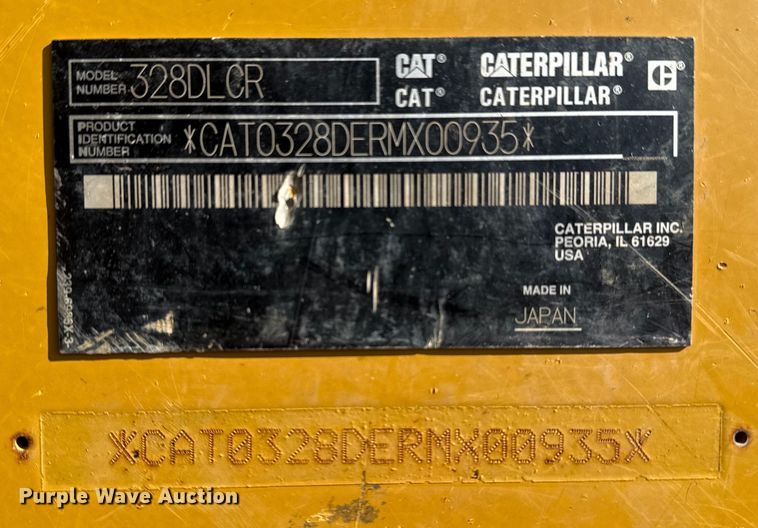 MODEL NUMBER 328DLCR
CAT® CATERPILLAR®
CAT® CATERPILLAR®
PRODUCT IDENTIFICATION NUMBER *CAT0328DERMX00935*
CATERPILLAR INC.
PEORIA, IL 61629
USA
MADE IN
JAPAN
*CAT0328DERMX00935*
Purple Wave Auction